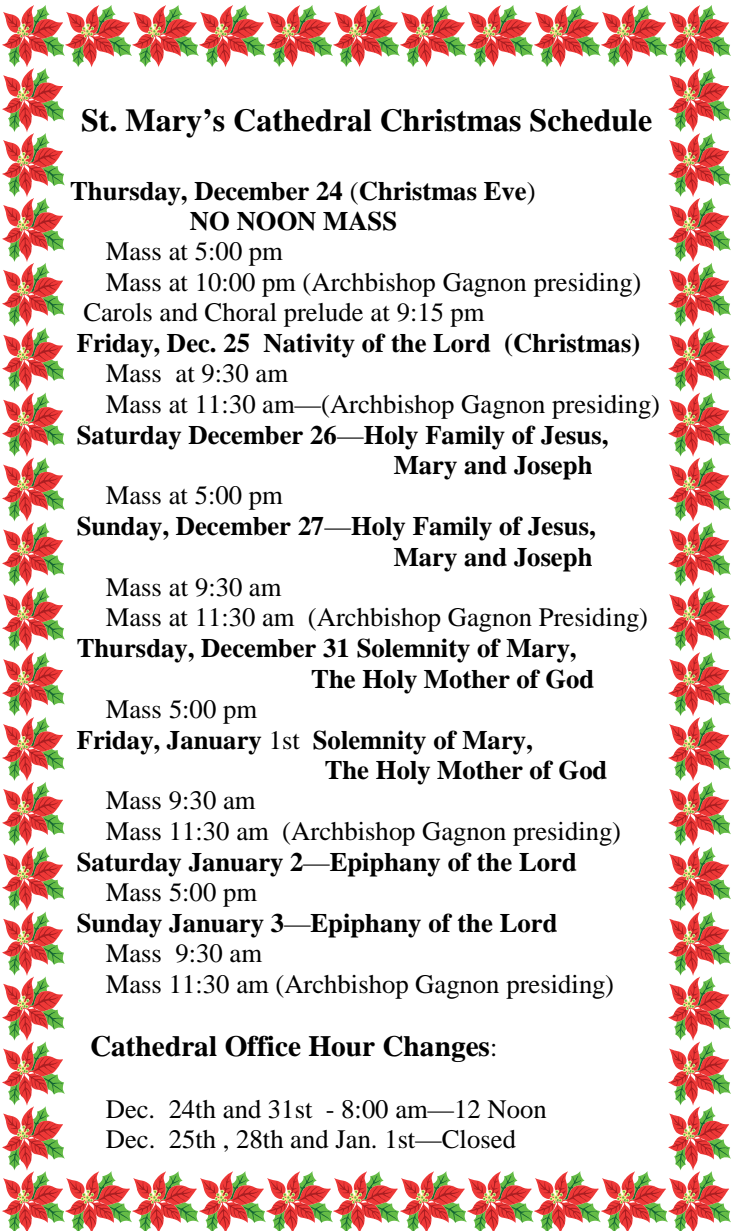 St. Mary's Cathedral Christmas Schedule
Thursday, December 24 (Christmas Eve)
NO NOON MASS
Mass at 5:00 pm
Mass at 10:00 pm (Archbishop Gagnon presiding)
Carols and Choral prelude at 9:15 pm
Friday, Dec. 25  Nativity of the Lord  (Christmas)
Mass  at 9:30 am
Mass at 11:30 am—(Archbishop Gagnon presiding)
Saturday December 26—Holy Family of Jesus,
Mary and Joseph
Mass at 5:00 pm
Sunday, December 27—Holy Family of Jesus,
Mary and Joseph
Mass at 9:30 am
Mass at 11:30 am  (Archbishop Gagnon Presiding)
Thursday, December 31 Solemnity of Mary,
The Holy Mother of God
Mass 5:00 pm
Friday, January 1st  Solemnity of Mary,
The Holy Mother of God
Mass 9:30 am
Mass 11:30 am  (Archbishop Gagnon presiding)
Saturday January 2—Epiphany of the Lord
Mass 5:00 pm
Sunday January 3—Epiphany of the Lord
Mass  9:30 am
Mass 11:30 am (Archbishop Gagnon presiding)
Cathedral Office Hour Changes:
Dec.  24th and 31st  - 8:00 am—12 Noon
Dec.  25th , 28th and Jan. 1st—Closed